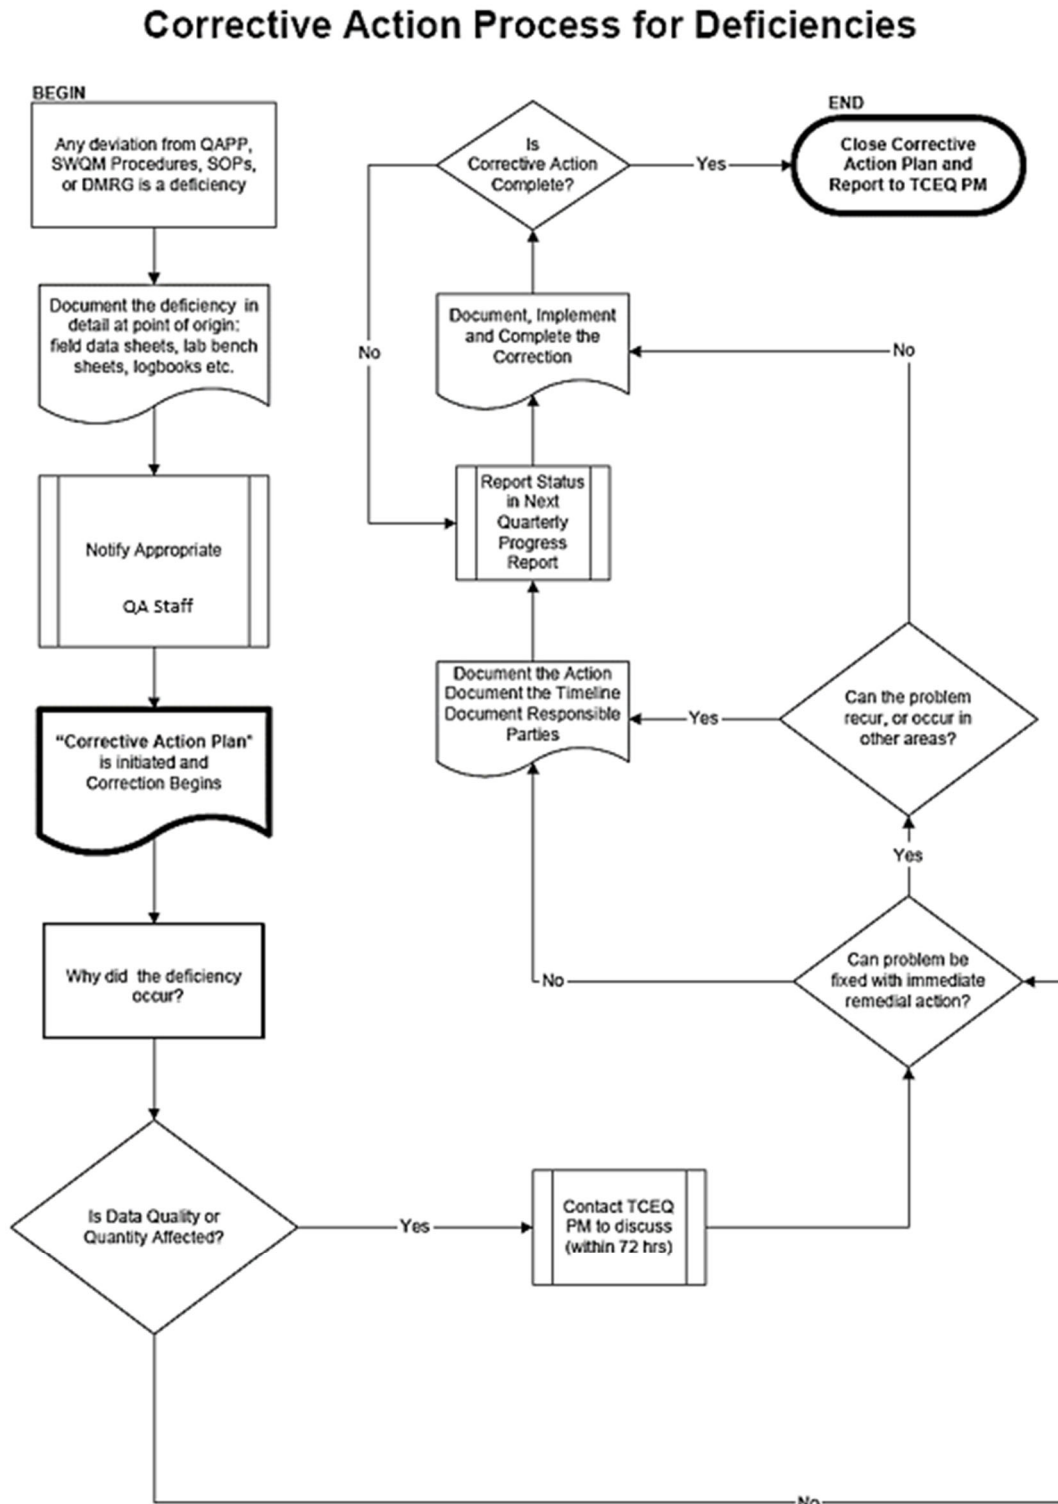 Corrective Action Process for Deficiencies
BEGIN
Any deviation from QAPP,
SWQM Procedures, SOPs,
or DMRG is a deficiency
Document the deficiency in
detail at point of origin:
field data sheets, lab bench
sheets, logbooks etc.
Notify Appropriate
QA Staff
“Corrective Action Plan"
is initiated and
Correction Begins
Why did the deficiency
occur?
Is Data Quality or
Quantity Affected?
Yes
Contact TCEQ
PM to discuss
(within 72 hrs)
No
Can problem be
fixed with immediate
remedial action?
No
Yes
Can the problem
recur, or occur in
other areas?
Yes
No
Document the Action
Document the Timeline
Document Responsible
Parties
Report Status
in Next
Quarterly
Progress
Report
Document, Implement
and Complete the
Correction
Is
Corrective Action
Complete?
No
Yes
END
Close Corrective
Action Plan and
Report to TCEQ PM